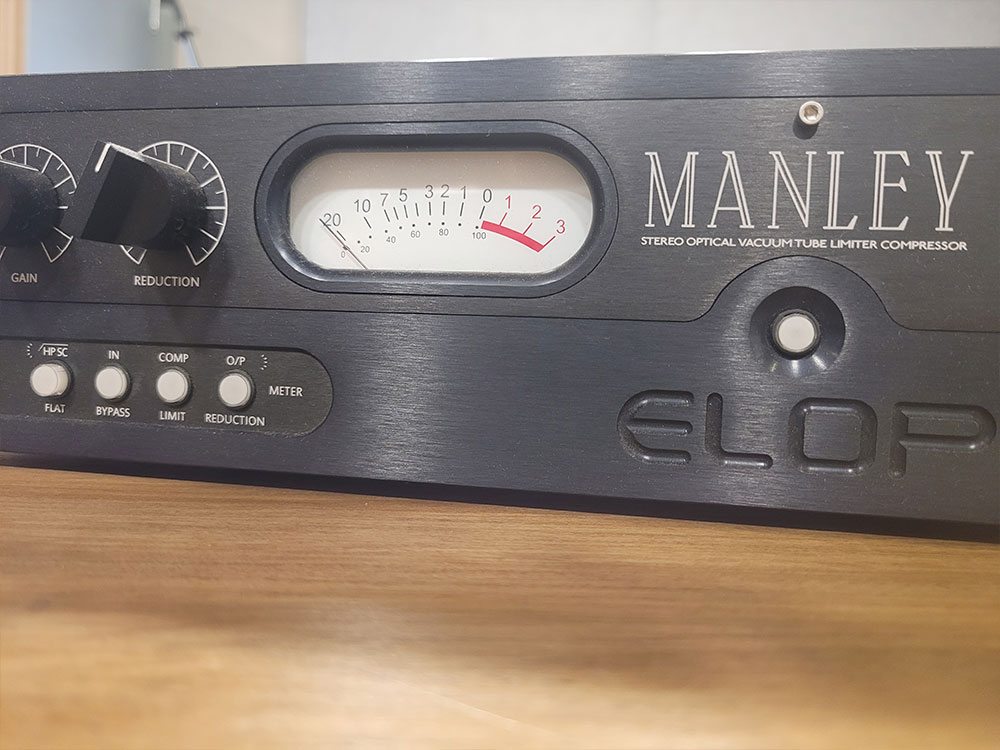 20 10 7 5 3 2 1 0 1 2 3
0 20 40 60 80 100
MANLEY
STEREO OPTICAL VACUUM TUBE LIMITER COMPRESSOR
GAIN
REDUCTION
HP SC
FLAT
IN
BYPASS
COMP
LIMIT
O/P
REDUCTION
METER
ELOP